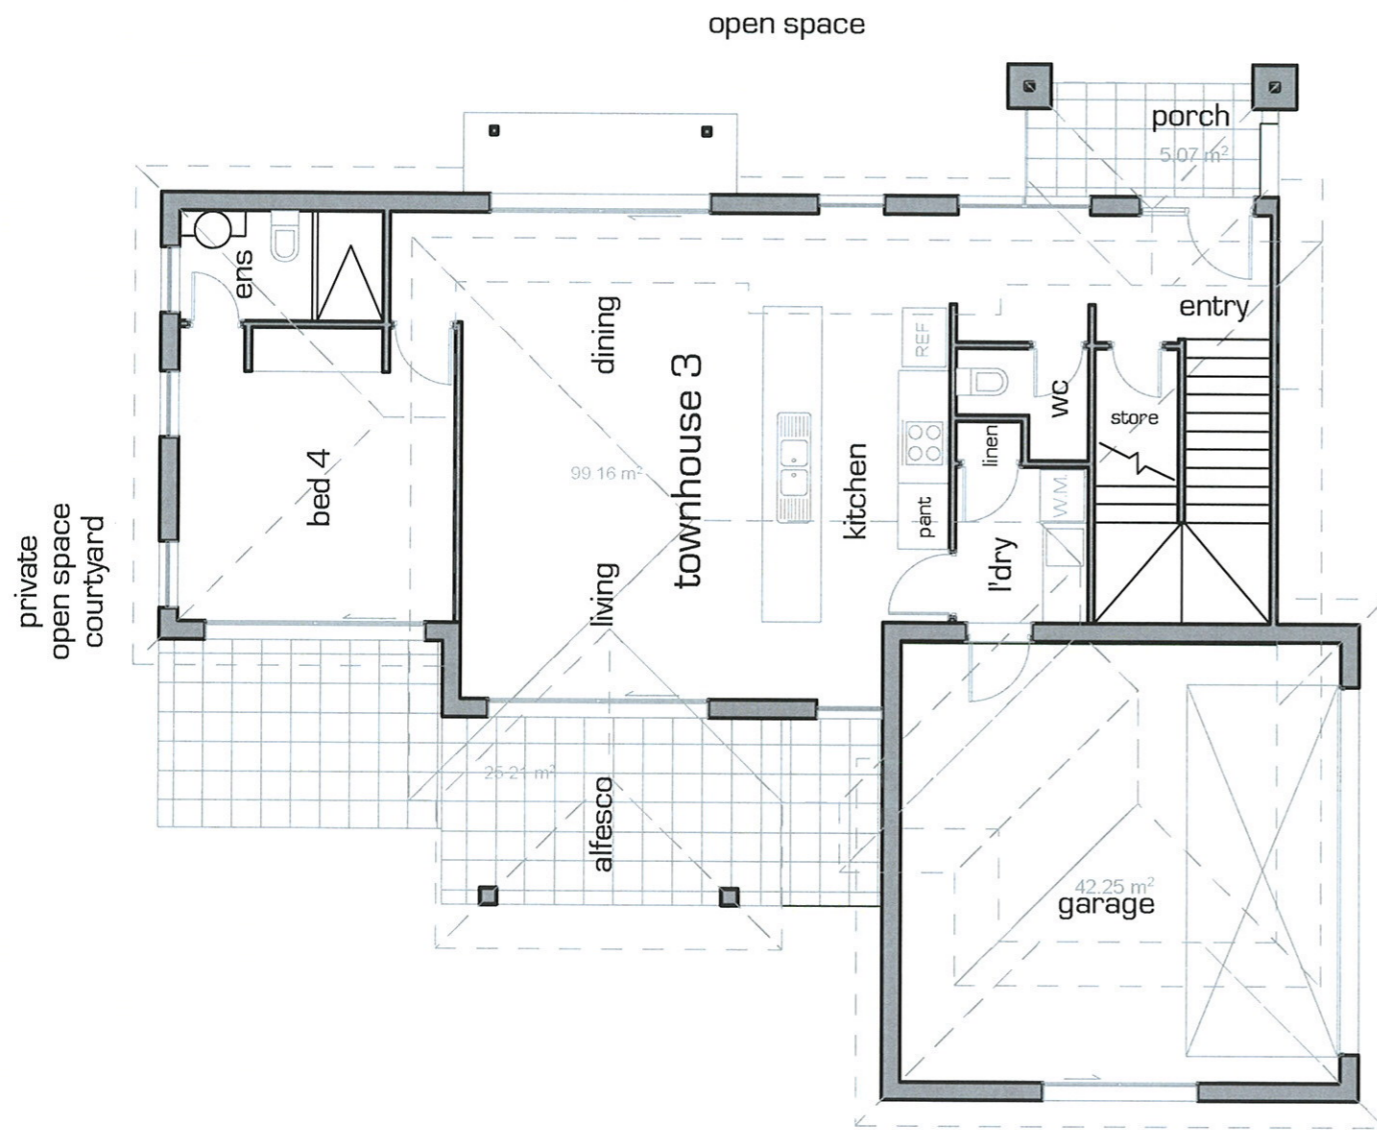 open space
porch
5.07 m²
ens
dining
REF
entry
townhouse 3
wc
store
linen
99.16 m²
bed 4
kitchen
pant
W.M.
private
open space
courtyard
living
l'dry
25.21 m²
alfesco
42.25 m²
garage